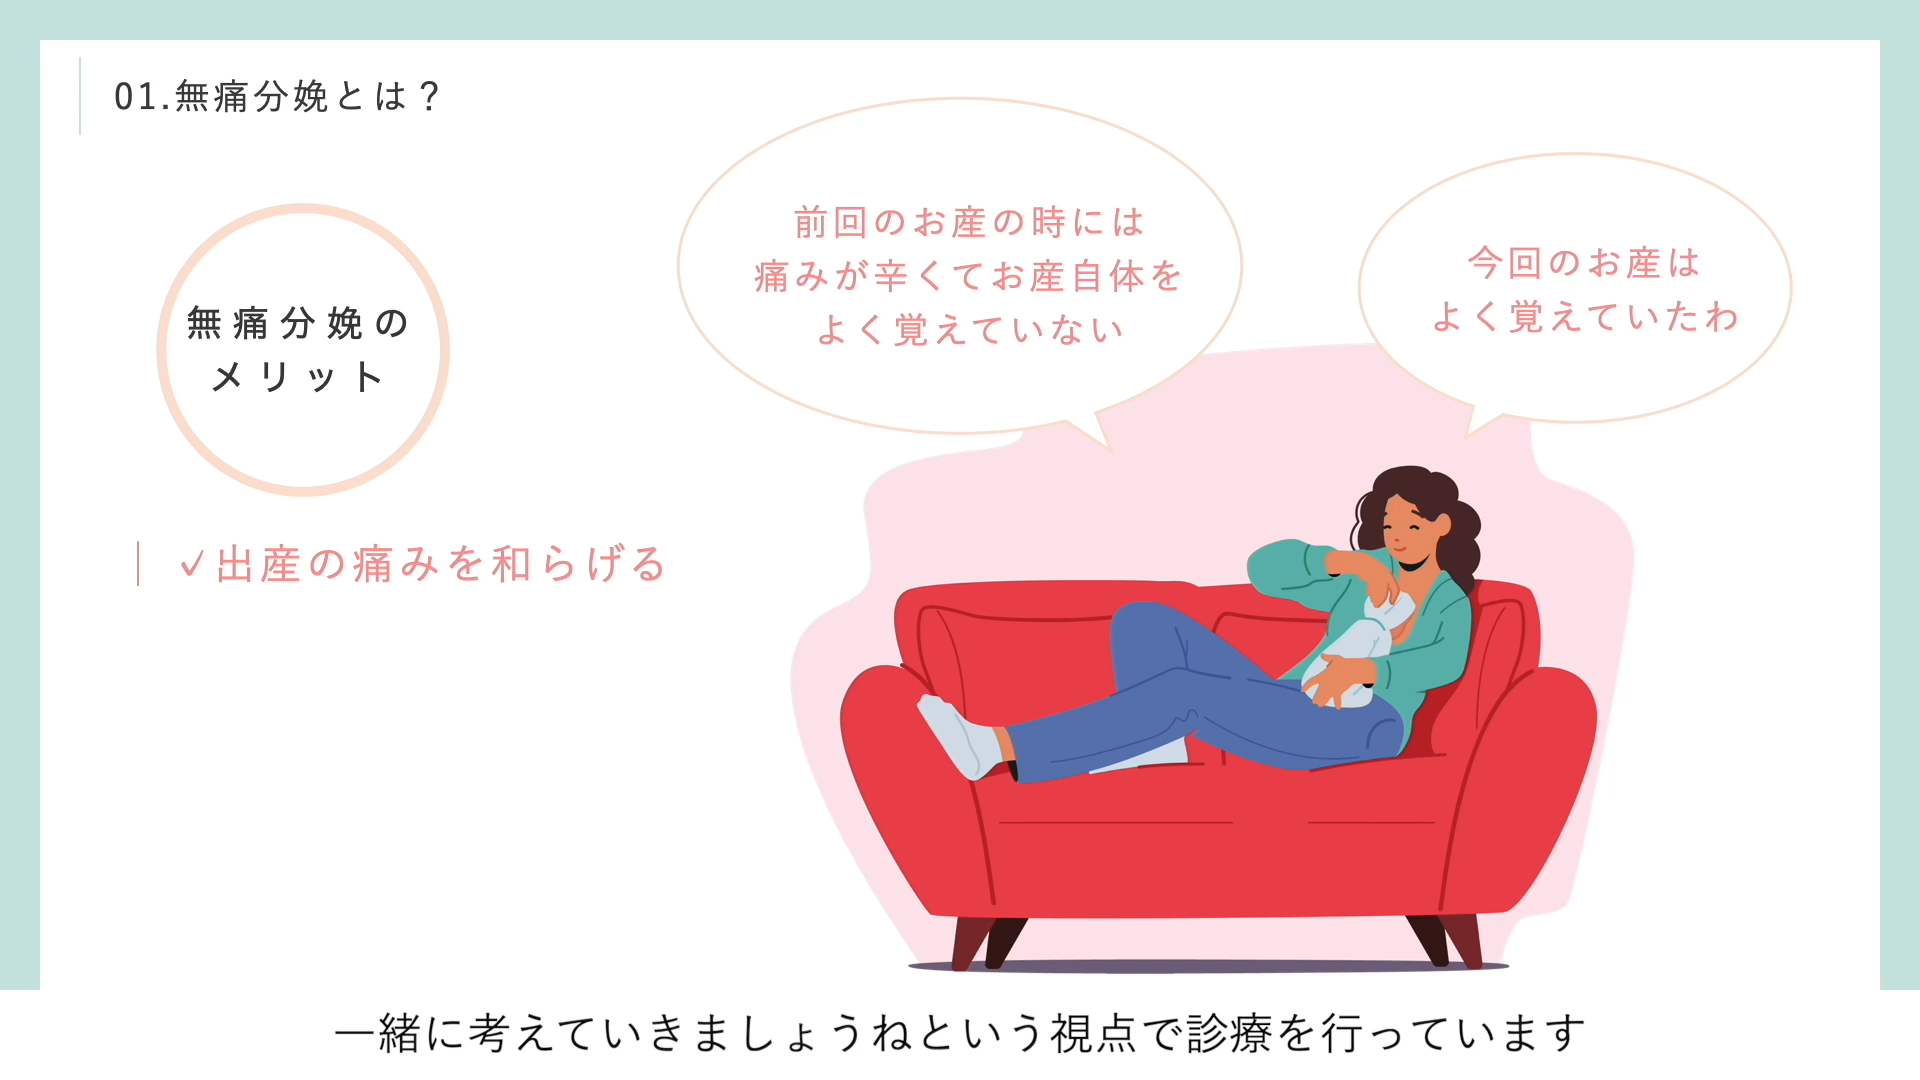 01.無痛分娩とは？
無痛分娩の
メリット
✓出産の痛みを和らげる
前回のお産の時には
痛みが辛くてお産自体を
よく覚えていない
今回のお産は
よく覚えていたわ
一緒に考えていきましょうねという視点で診療を行っています